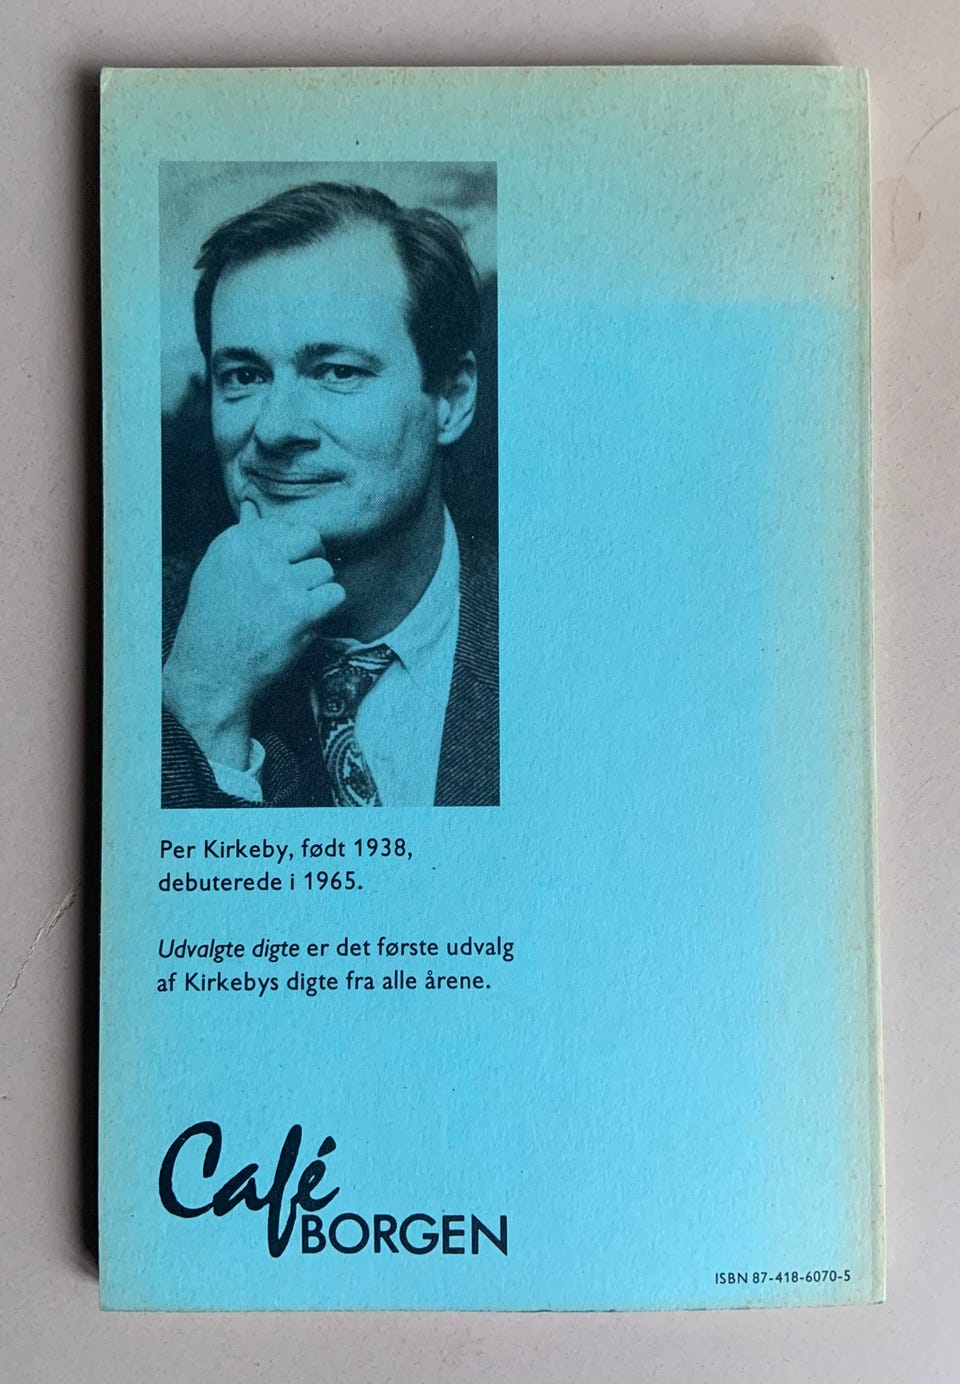 Per Kirkeby, født 1938,
debuterede i 1965.
Udvalgte digte er det første udvalg
af Kirkebys digte fra alle årene.
Café
BORGEN
ISBN 87-418-6070-5